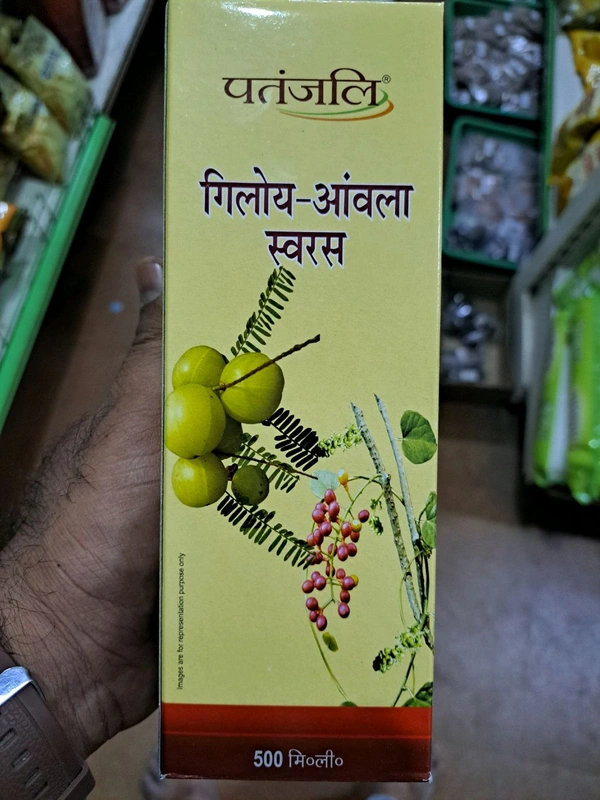 पतंजलि®
गिलोय-आंवला
स्वरस
Images are for representation purpose only
500 मि०ली०